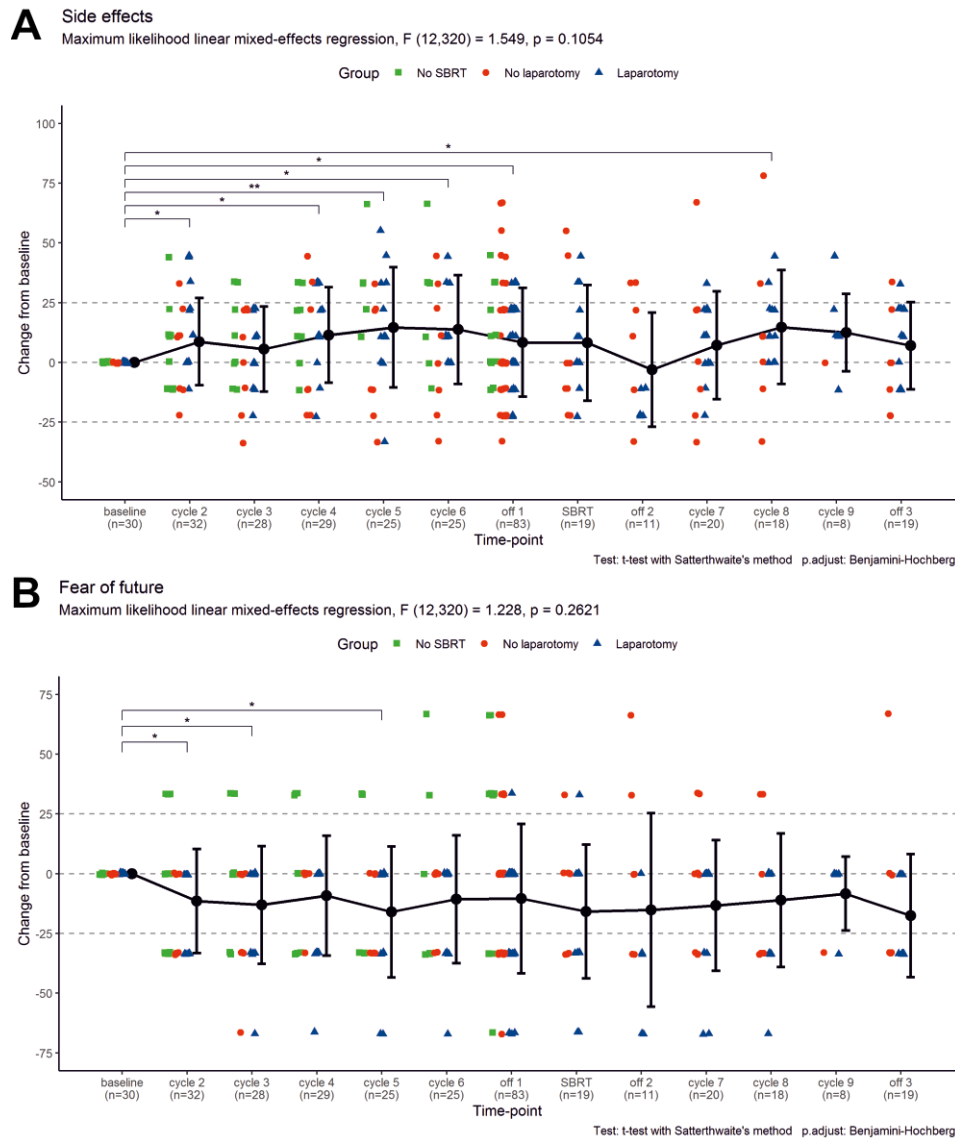 A
Side effects
Maximum likelihood linear mixed-effects regression, F (12,320) = 1.549, p = 0.1054
Group No SBRT No laparotomy Laparotomy
Change from baseline
100
75
50
25
0
-25
-50
*
*
*
**
*
*
baseline cycle 2 cycle 3 cycle 4 cycle 5 cycle 6 off 1 SBRT off 2 cycle 7 cycle 8 cycle 9 off 3
(n=30) (n=32) (n=28) (n=29) (n=25) (n=25) (n=83) (n=19) (n=11) (n=20) (n=18) (n=8) (n=19)
Time-point
Test: t-test with Satterthwaite's method p.adjust: Benjamini-Hochberg
B
Fear of future
Maximum likelihood linear mixed-effects regression, F (12,320) = 1.228, p = 0.2621
Group No SBRT No laparotomy Laparotomy
Change from baseline
75
50
25
0
-25
-50
-75
*
*
*
baseline cycle 2 cycle 3 cycle 4 cycle 5 cycle 6 off 1 SBRT off 2 cycle 7 cycle 8 cycle 9 off 3
(n=30) (n=32) (n=28) (n=29) (n=25) (n=25) (n=83) (n=19) (n=11) (n=20) (n=18) (n=8) (n=19)
Time-point
Test: t-test with Satterthwaite's method p.adjust: Benjamini-Hochberg